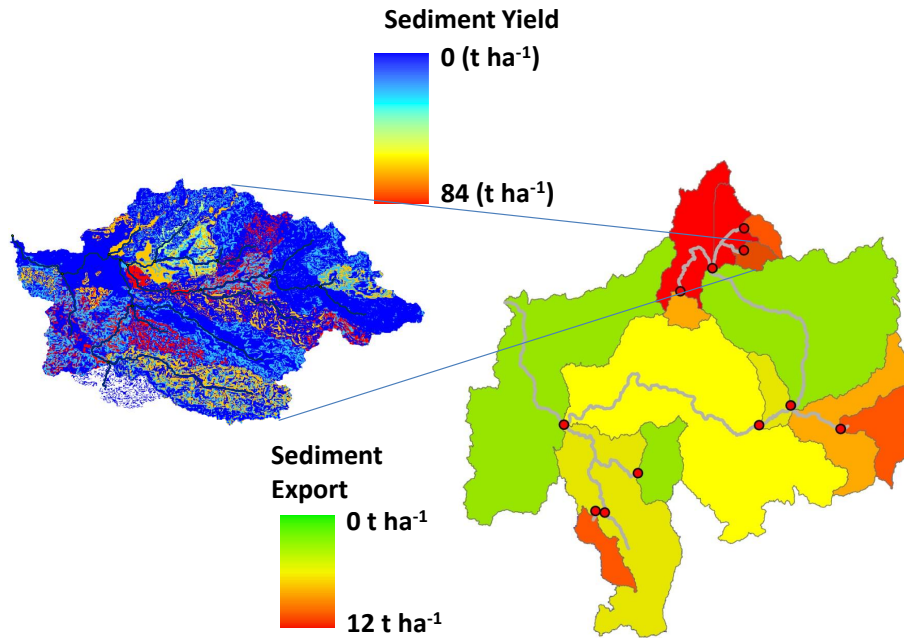 Sediment Yield
0 (t ha⁻¹)
84 (t ha⁻¹)
Sediment
Export
0 t ha⁻¹
12 t ha⁻¹